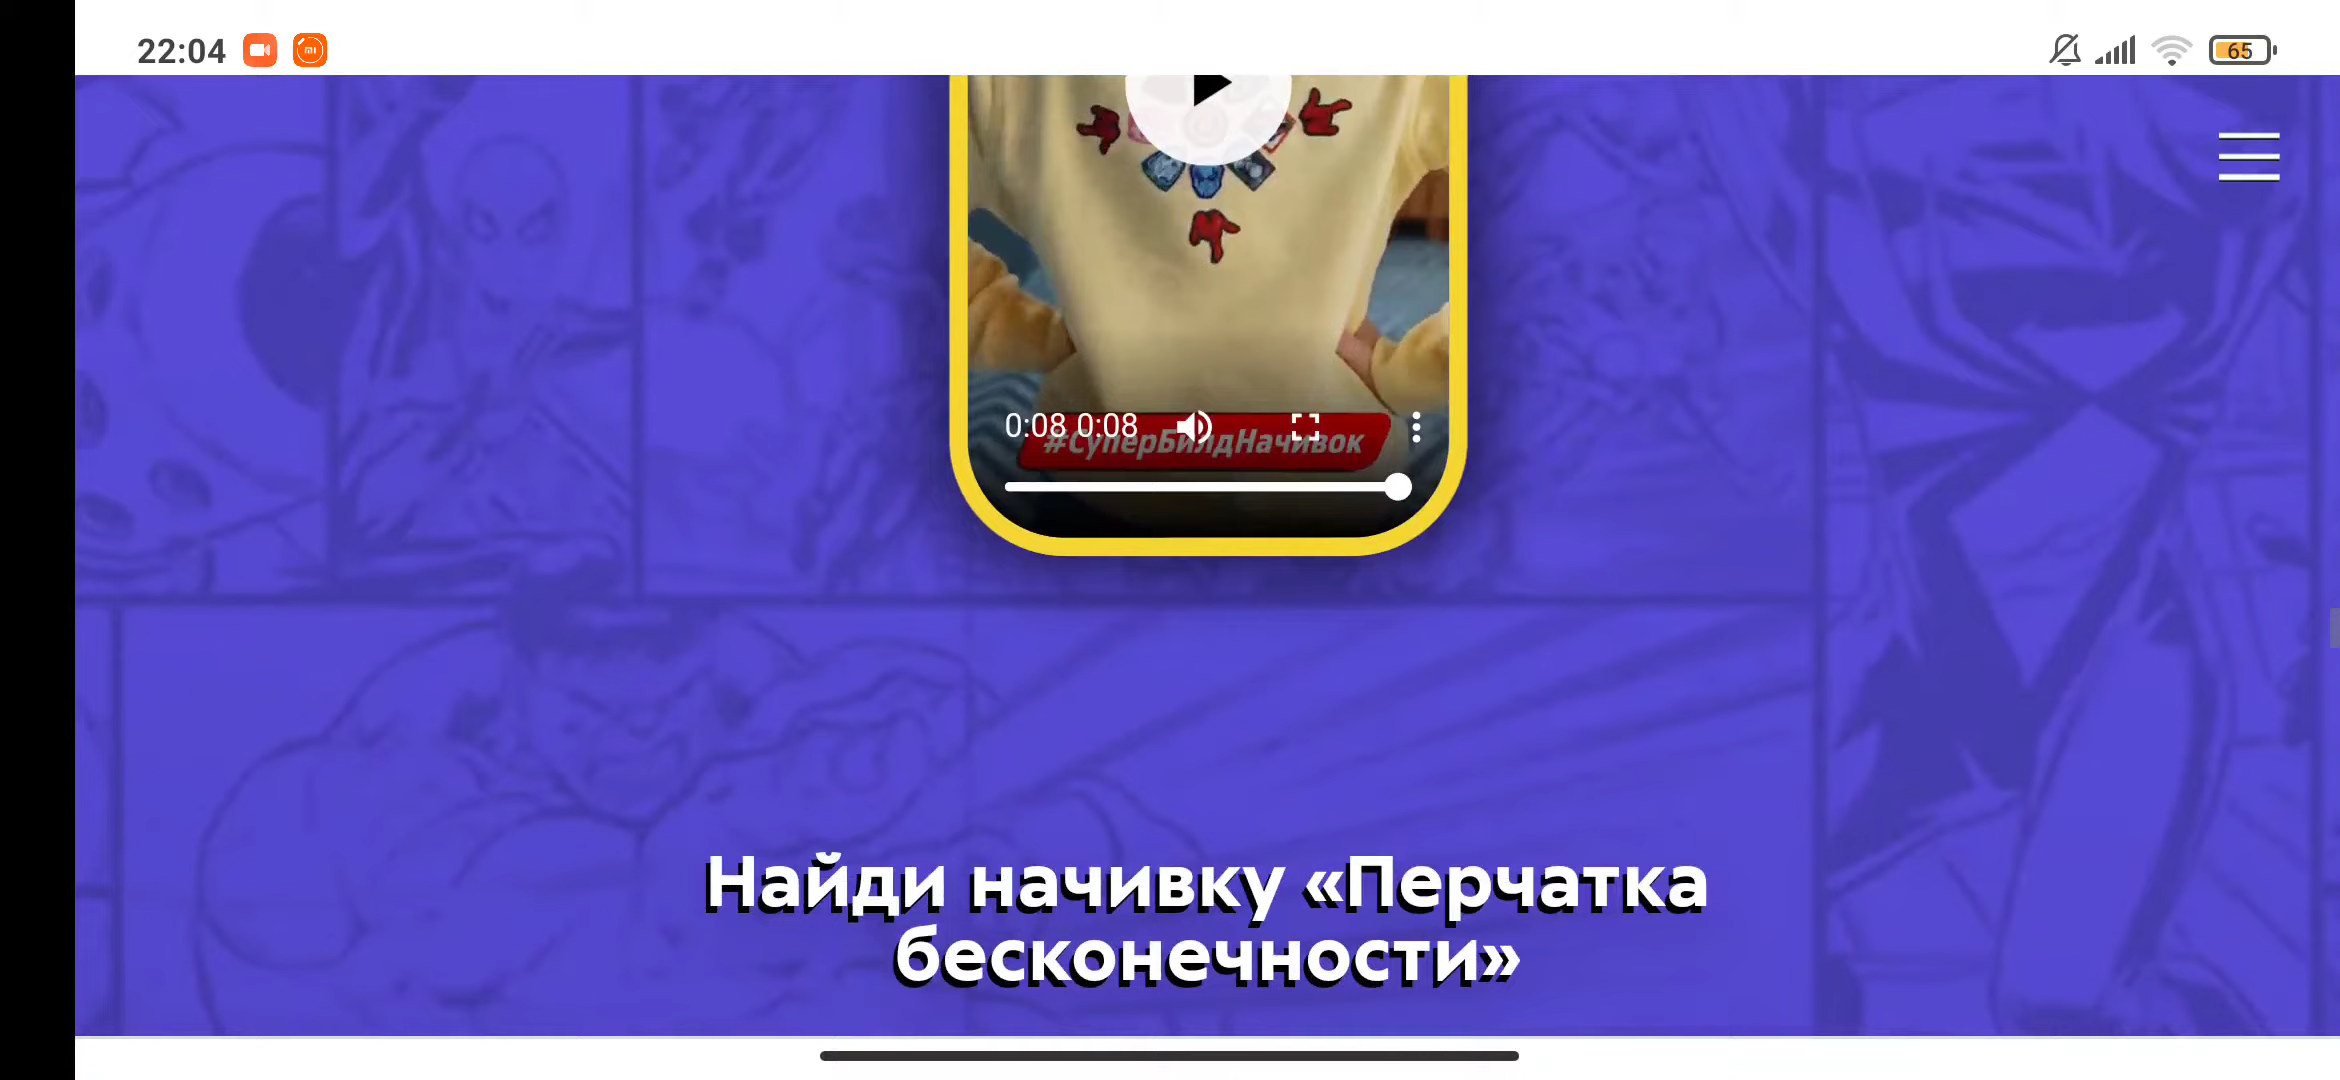 22:04
65
0:08 0:08
#СуперБилдНачивок
Найди начивку «Перчатка
бесконечности»